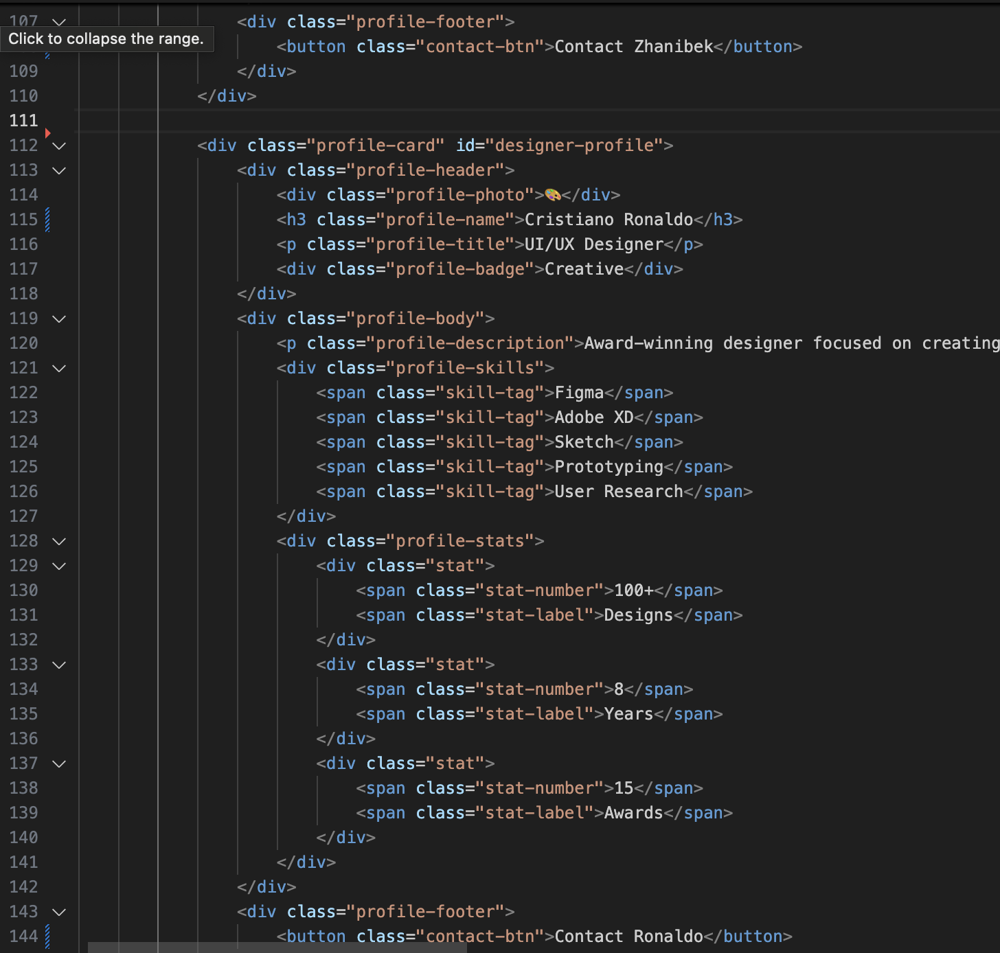 107 <div class="profile-footer">
Click to collapse the range.
<button class="contact-btn">Contact Zhanibek</button>
109 </div>
110 </div>
111
112 <div class="profile-card" id="designer-profile">
113 <div class="profile-header">
114 <div class="profile-photo">🎨</div>
115 <h3 class="profile-name">Cristiano Ronaldo</h3>
116 <p class="profile-title">UI/UX Designer</p>
117 <div class="profile-badge">Creative</div>
118 </div>
119 <div class="profile-body">
120 <p class="profile-description">Award-winning designer focused on creating
121 <div class="profile-skills">
122 <span class="skill-tag">Figma</span>
123 <span class="skill-tag">Adobe XD</span>
124 <span class="skill-tag">Sketch</span>
125 <span class="skill-tag">Prototyping</span>
126 <span class="skill-tag">User Research</span>
127 </div>
128 <div class="profile-stats">
129 <div class="stat">
130 <span class="stat-number">100+</span>
131 <span class="stat-label">Designs</span>
132 </div>
133 <div class="stat">
134 <span class="stat-number">8</span>
135 <span class="stat-label">Years</span>
136 </div>
137 <div class="stat">
138 <span class="stat-number">15</span>
139 <span class="stat-label">Awards</span>
140 </div>
141 </div>
142 </div>
143 <div class="profile-footer">
144 <button class="contact-btn">Contact Ronaldo</button>